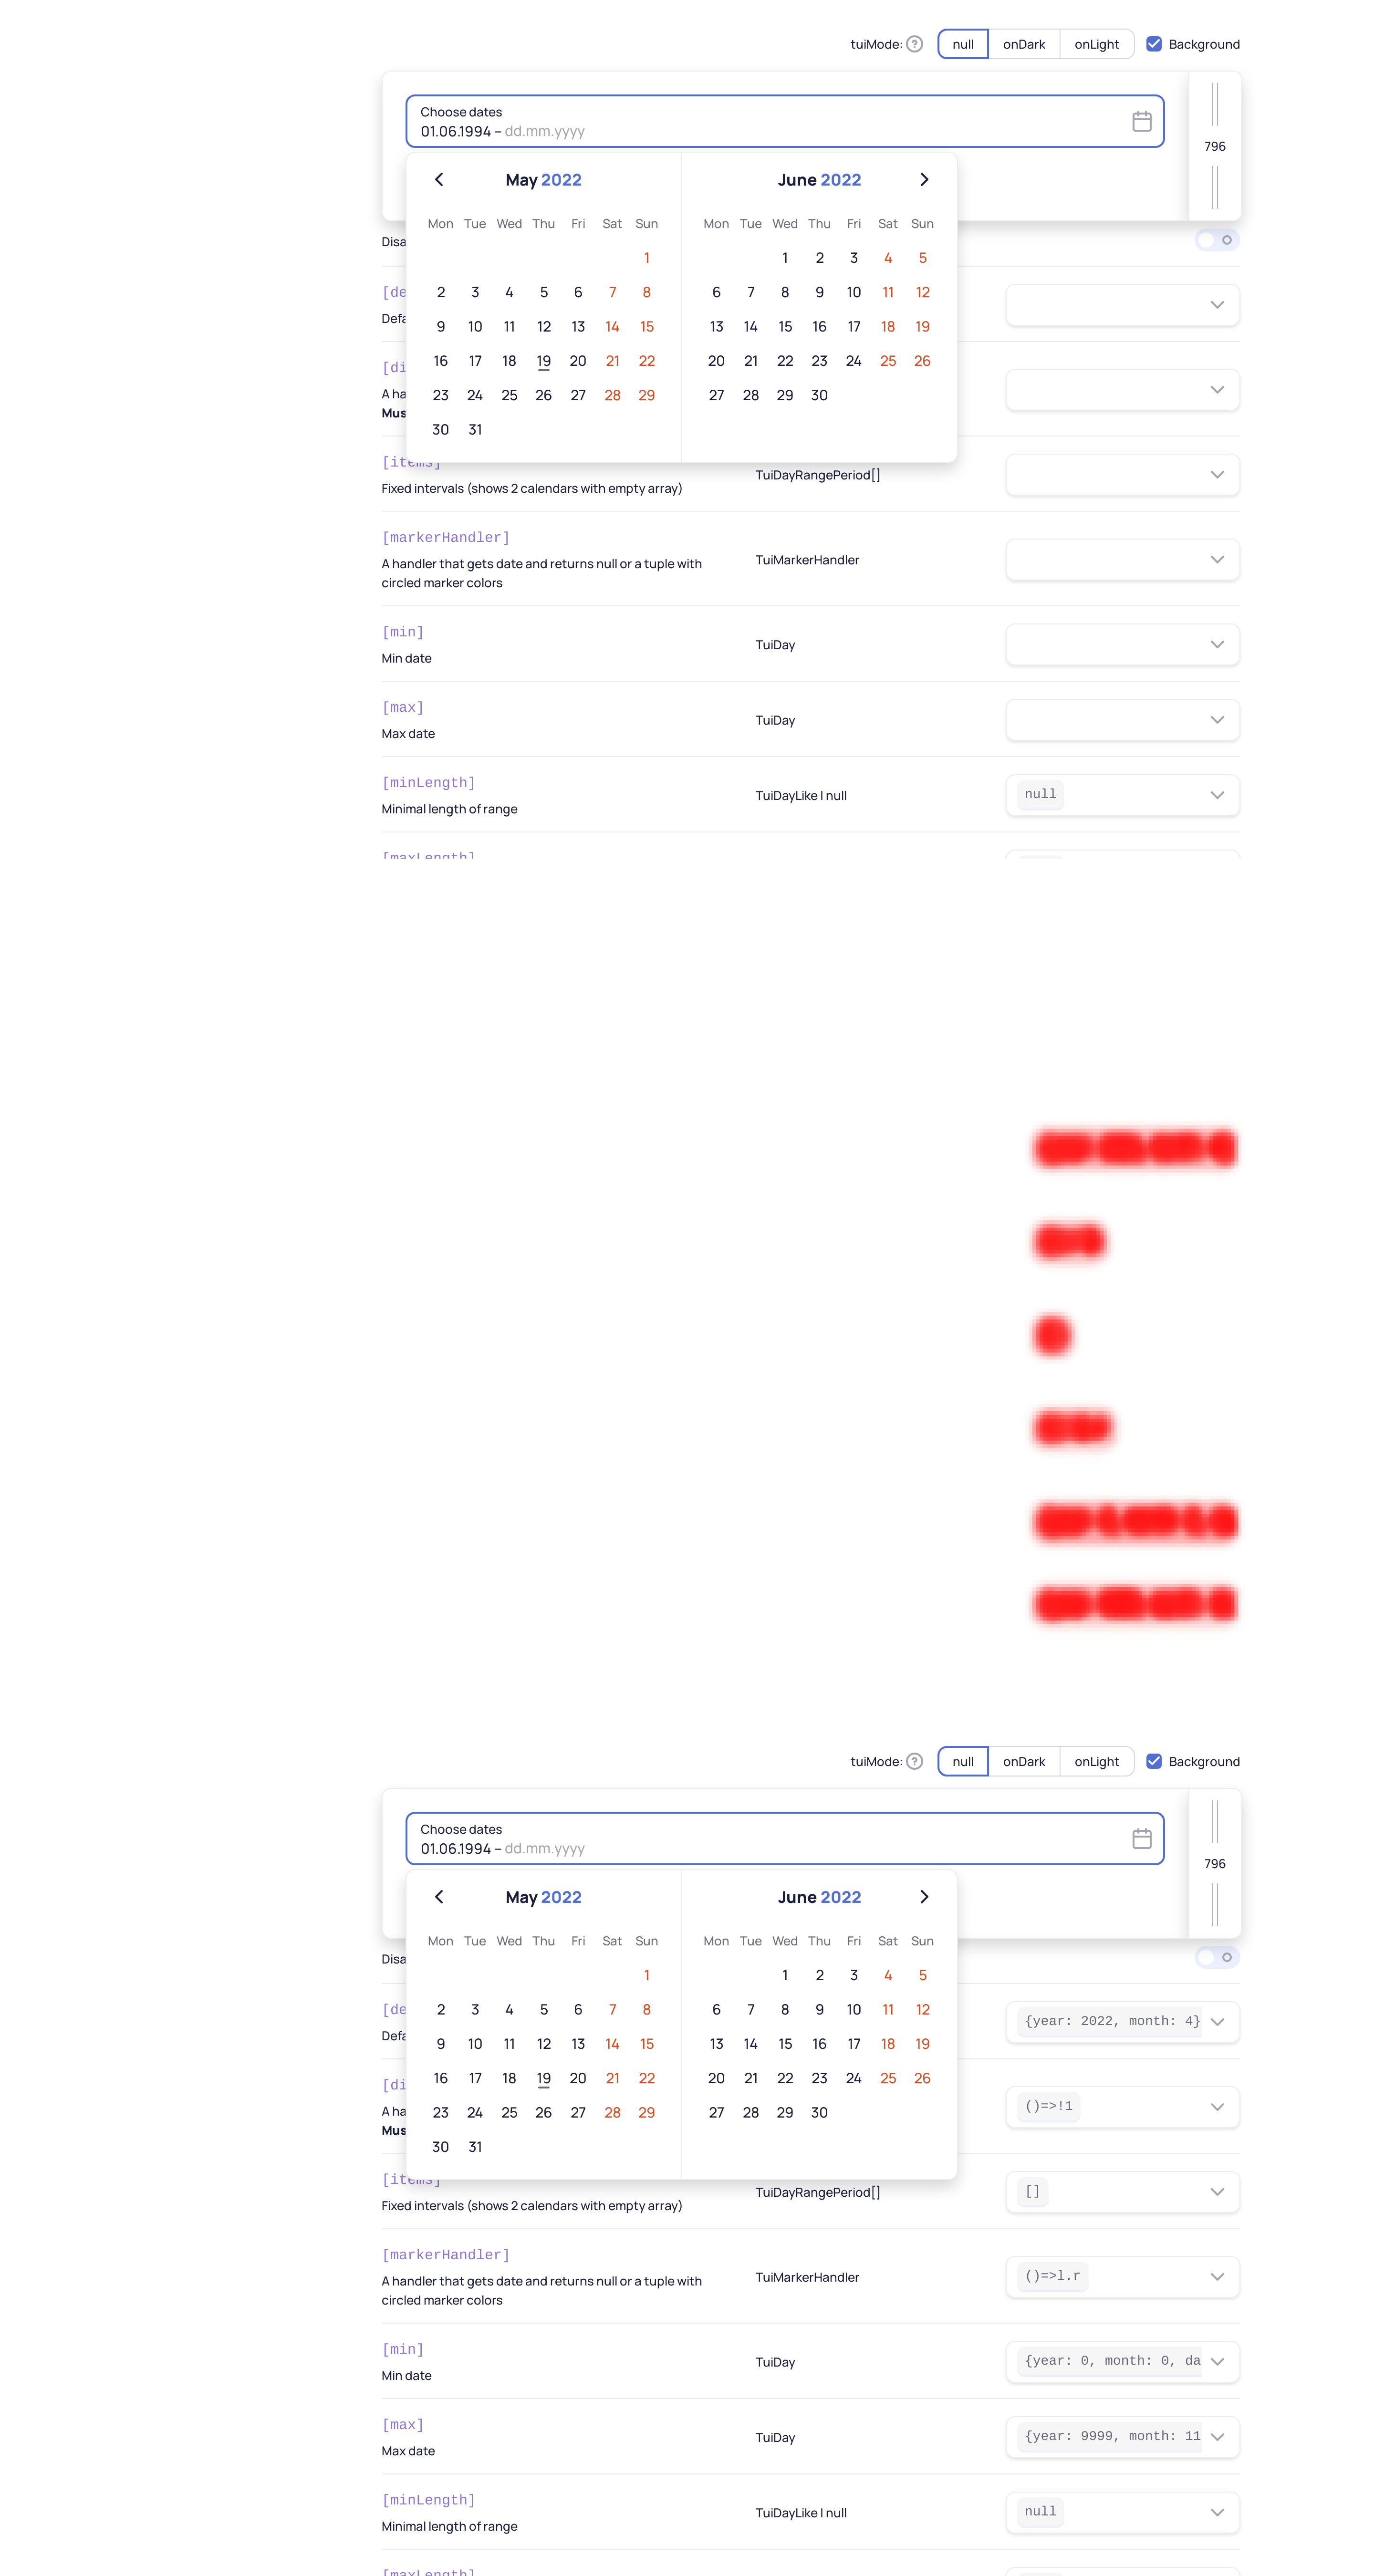 tuiMode: ? null onDark onLight Background
Choose dates
01.06.1994 – dd.mm.yyyy
796
May 2022 June 2022
Mon Tue Wed Thu Fri Sat Sun Mon Tue Wed Thu Fri Sat Sun
1 1 2 3 4 5
2 3 4 5 6 7 8 6 7 8 9 10 11 12
9 10 11 12 13 14 15 13 14 15 16 17 18 19
16 17 18 19 20 21 22 20 21 22 23 24 25 26
23 24 25 26 27 28 29 27 28 29 30
30 31
Disa
[de
Defa
[di
A ha
Mus
[items]
Fixed intervals (shows 2 calendars with empty array) TuiDayRangePeriod[]
[markerHandler]
A handler that gets date and returns null or a tuple with
circled marker colors
TuiMarkerHandler
[min]
Min date
TuiDay
[max]
Max date
TuiDay
[minLength]
Minimal length of range
TuiDayLike | null
null
[maxLength]
tuiMode: ? null onDark onLight Background
Choose dates
01.06.1994 – dd.mm.yyyy
796
May 2022 June 2022
Mon Tue Wed Thu Fri Sat Sun Mon Tue Wed Thu Fri Sat Sun
1 1 2 3 4 5
2 3 4 5 6 7 8 6 7 8 9 10 11 12
9 10 11 12 13 14 15 13 14 15 16 17 18 19
16 17 18 19 20 21 22 20 21 22 23 24 25 26
23 24 25 26 27 28 29 27 28 29 30
30 31
Disa
[de
Defa
{year: 2022, month: 4}
[di
A ha
Mus
()=>!1
[items]
Fixed intervals (shows 2 calendars with empty array) TuiDayRangePeriod[]
[]
[markerHandler]
A handler that gets date and returns null or a tuple with
circled marker colors
TuiMarkerHandler
()=>l.r
[min]
Min date
TuiDay
{year: 0, month: 0, da
[max]
Max date
TuiDay
{year: 9999, month: 11
[minLength]
Minimal length of range
TuiDayLike | null
null
[maxLength]